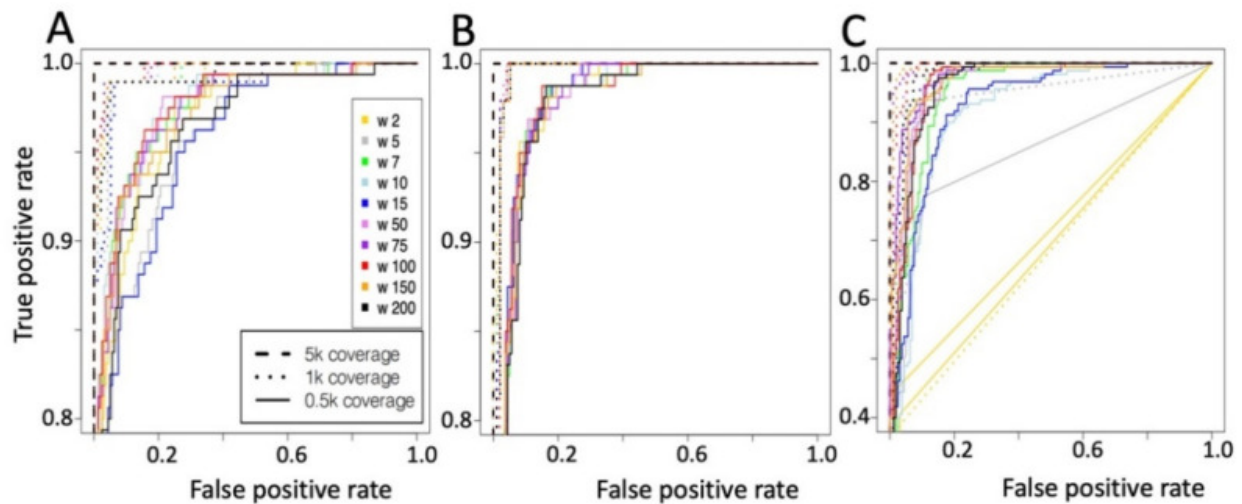 A
B
C
True positive rate
1.0
0.9
0.8
w 2
w 5
w 7
w 10
w 15
w 50
w 75
w 100
w 150
w 200
5k coverage
1k coverage
0.5k coverage
0.2 0.6 1.0
False positive rate
1.0
0.9
0.8
0.2 0.6 1.0
False positive rate
1.0
0.8
0.6
0.4
0.2 0.6 1.0
False positive rate